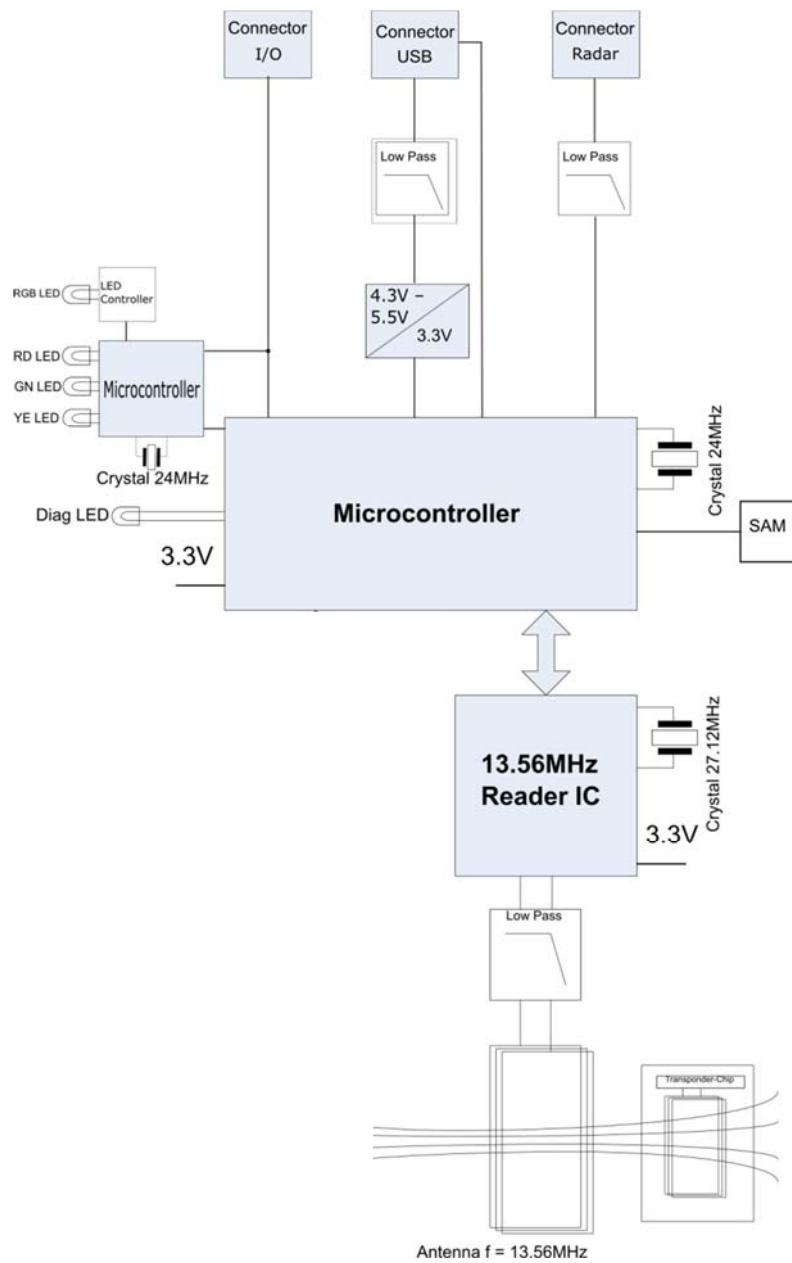 Connector
I/O
Connector
USB
Connector
Radar
Low Pass
Low Pass
LED
Controller
RGB LED
4.3V –
5.5V
3.3V
RD LED
GN LED
YE LED
Microcontroller
Crystal 24MHz
Crystal 24MHz
Diag LED
Microcontroller
SAM
3.3V
13.56MHz
Reader IC
Crystal 27.12MHz
3.3V
Low Pass
Transponder-Chip
Antenna f = 13.56MHz